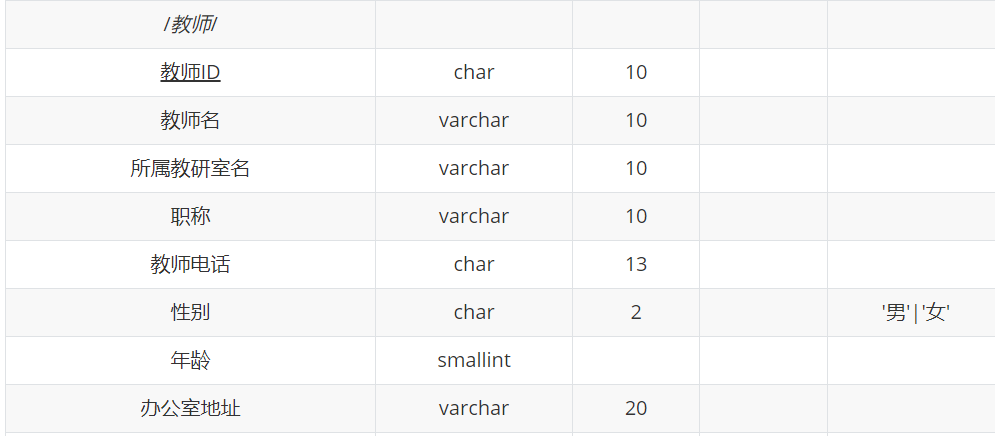 /教师/
教师ID char 10
教师名 varchar 10
所属教研室名 varchar 10
职称 varchar 10
教师电话 char 13
性别 char 2 '男'|'女'
年龄 smallint
办公室地址 varchar 20